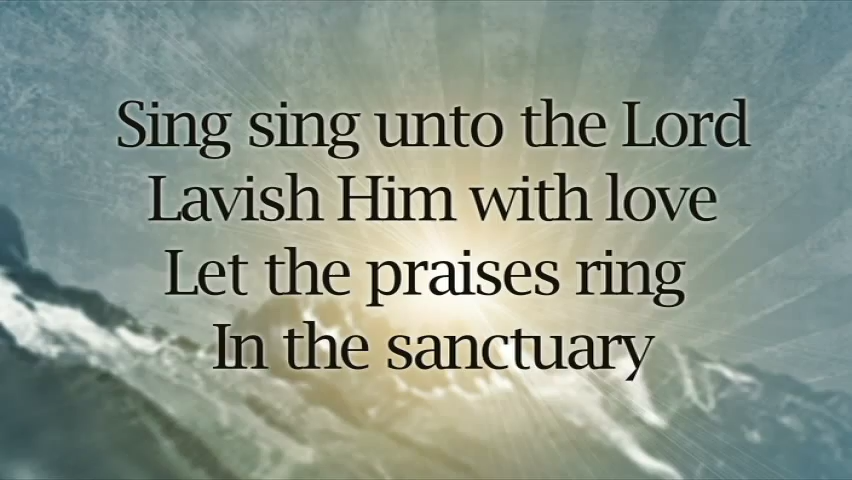 Sing sing unto the Lord
Lavish Him with love
Let the praises ring
In the sanctuary